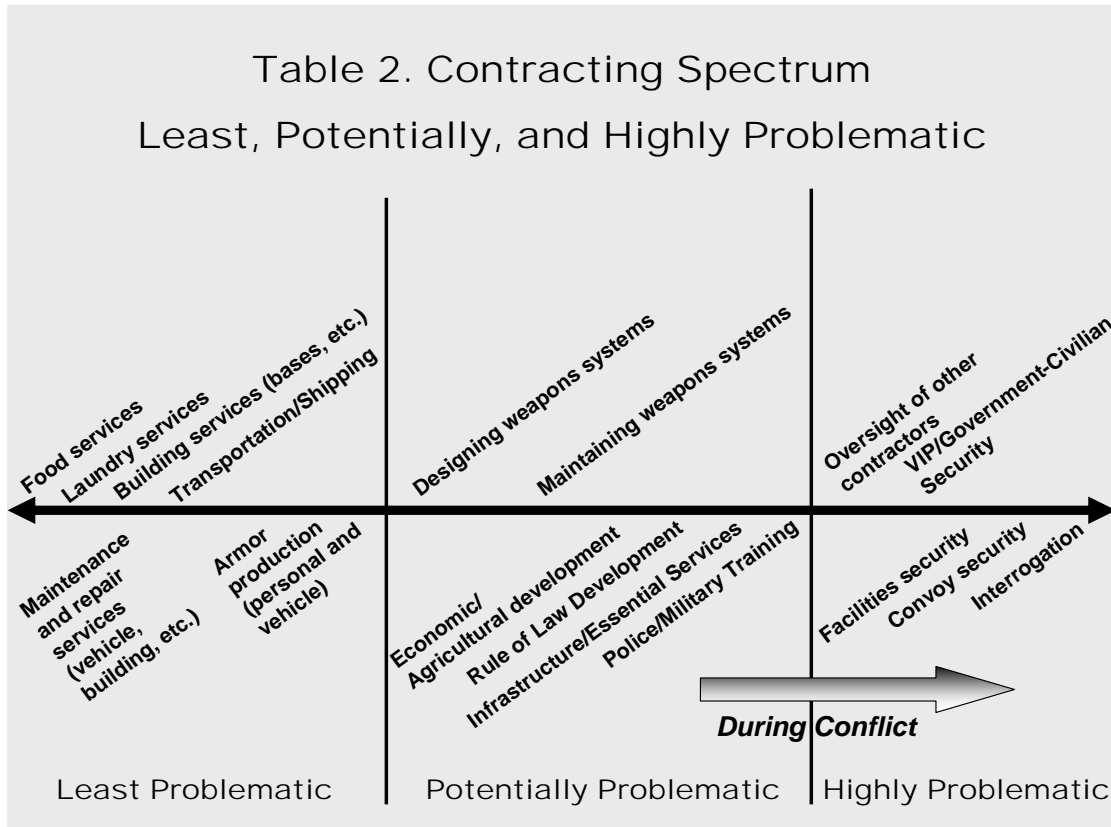 Table 2. Contracting Spectrum
Least, Potentially, and Highly Problematic
Food services
Laundry services
Building services (bases, etc.)
Transportation/Shipping
Designing weapons systems
Maintaining weapons systems
Oversight of other
contractors
VIP/Government-Civilian
Security
Maintenance
and repair
services
(vehicle,
building, etc.)
Armor
production
(personal and
vehicle)
Economic/
Agricultural development
Rule of Law Development
Infrastructure/Essential Services
Police/Military Training
Facilities security
Convoy security
Interrogation
During Conflict
Least Problematic
Potentially Problematic
Highly Problematic